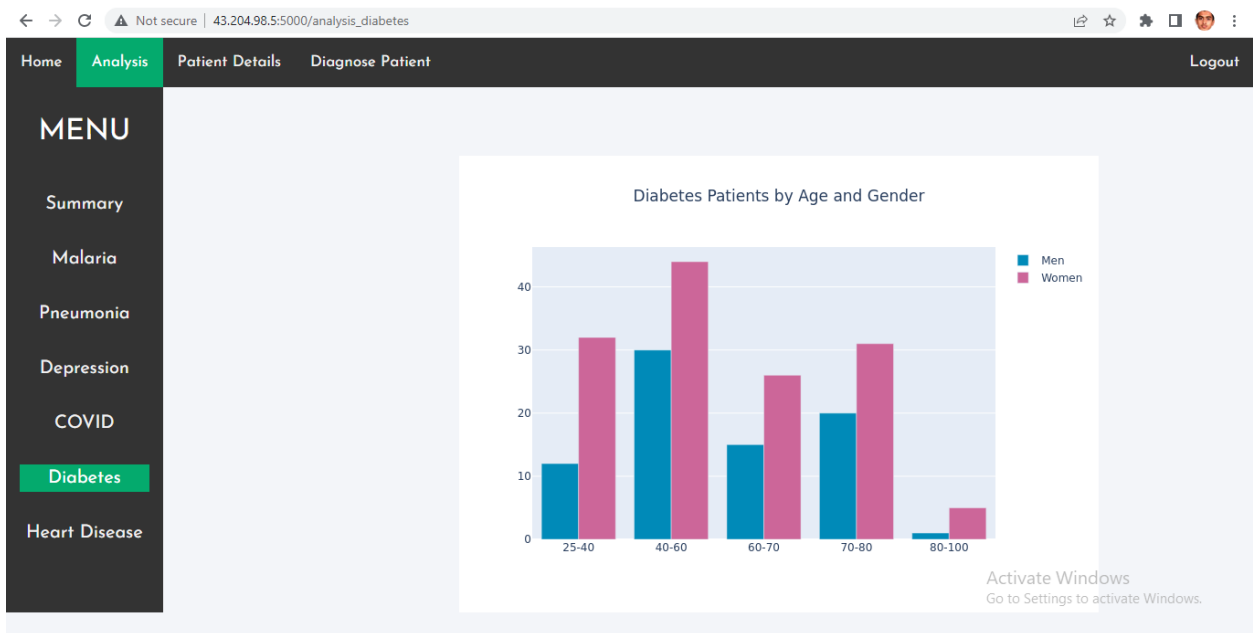 Not secure | 43.204.98.5:5000/analysis_diabetes
Home Analysis Patient Details Diagnose Patient Logout
MENU
Summary
Malaria
Pneumonia
Depression
COVID
Diabetes
Heart Disease
Diabetes Patients by Age and Gender
Men
Women
40
30
20
10
0
25-40 40-60 60-70 70-80 80-100
Activate Windows
Go to Settings to activate Windows.